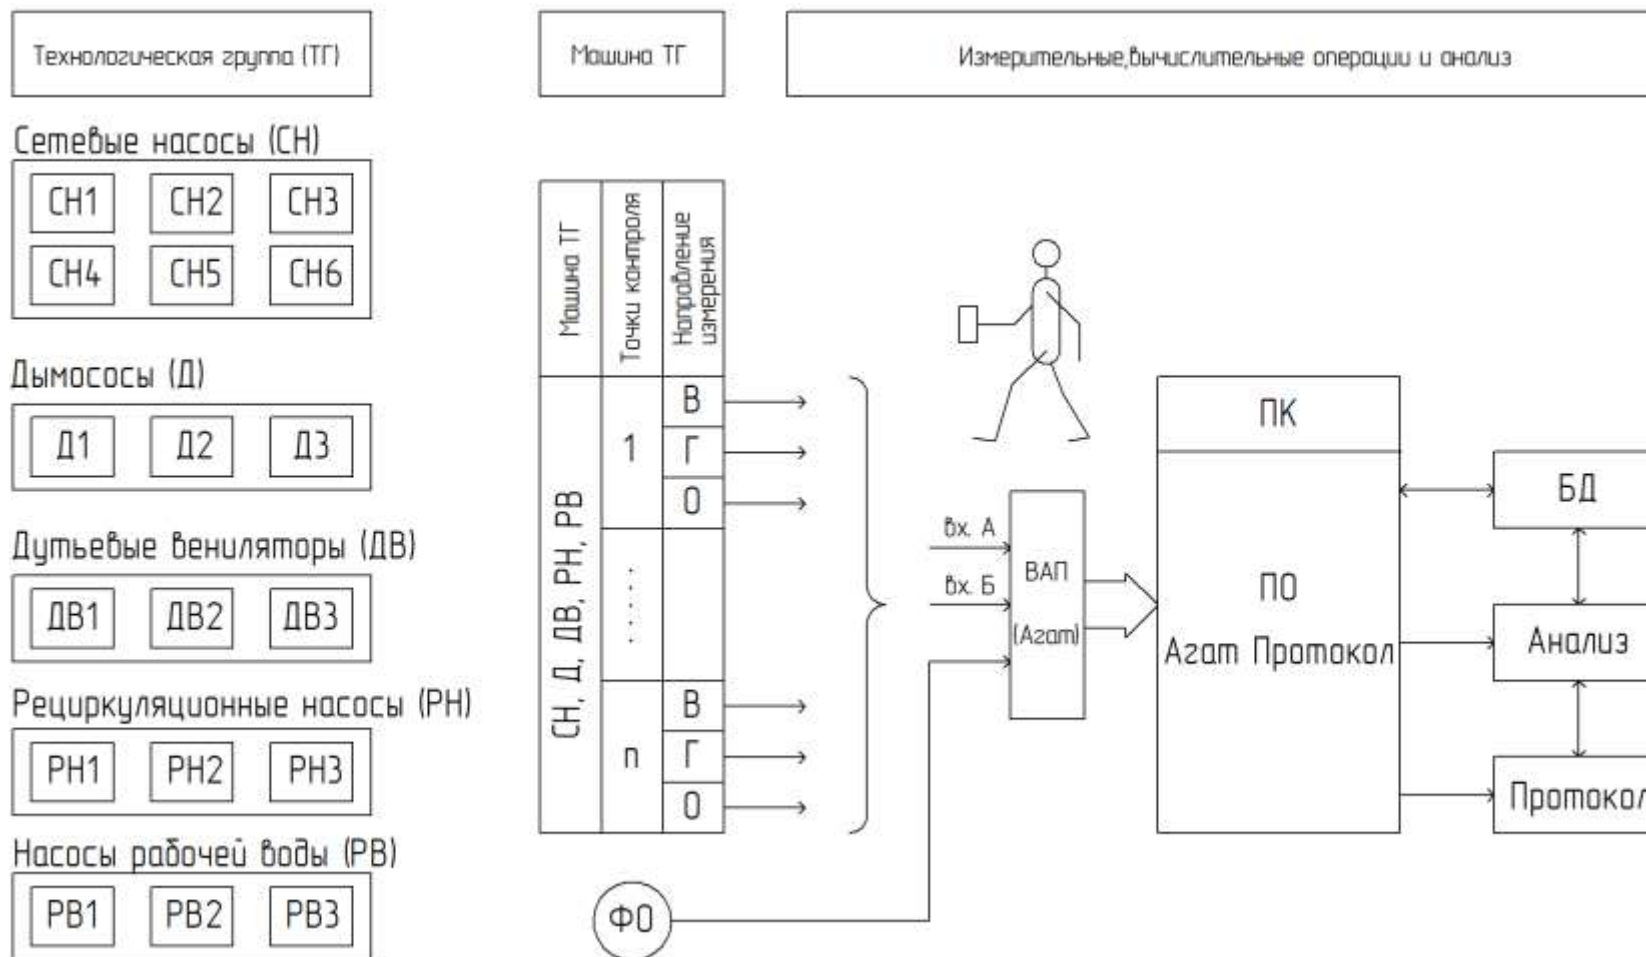 Технологическая группа (ТГ)
Машина ТГ
Измерительные,вычислительные операции и анализ
Сетевые насосы (СН)
СН1 СН2 СН3
СН4 СН5 СН6
Дымососы (Д)
Д1 Д2 Д3
Дутьевые вениляторы (ДВ)
ДВ1 ДВ2 ДВ3
Рециркуляционные насосы (РН)
РН1 РН2 РН3
Насосы рабочей воды (РВ)
РВ1 РВ2 РВ3
Машина ТГ
Точки контроля
Направление
измерения
СН, Д, ДВ, РН, РВ
1
В
Г
О
......
n
В
Г
О
ФО
вх. А
вх. Б
ВАП
(Агат)
ПК
ПО
Агат Протокол
БД
Анализ
Протокол